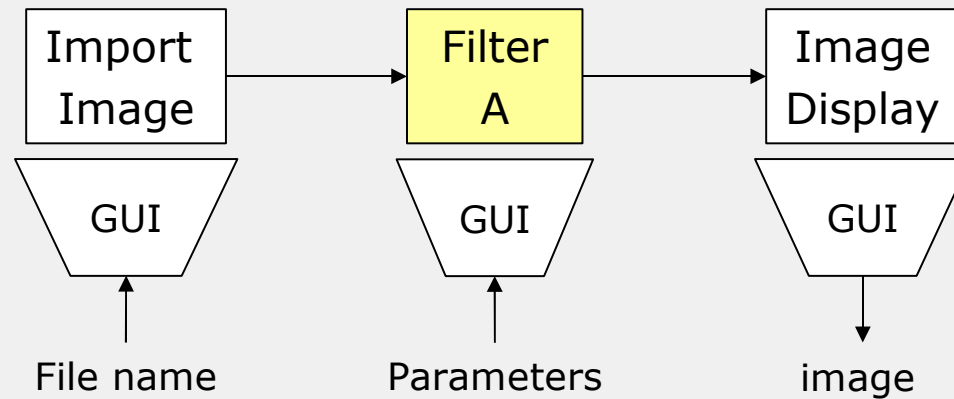 Import
Image
Filter
A
Image
Display
GUI
GUI
GUI
File name
Parameters
image